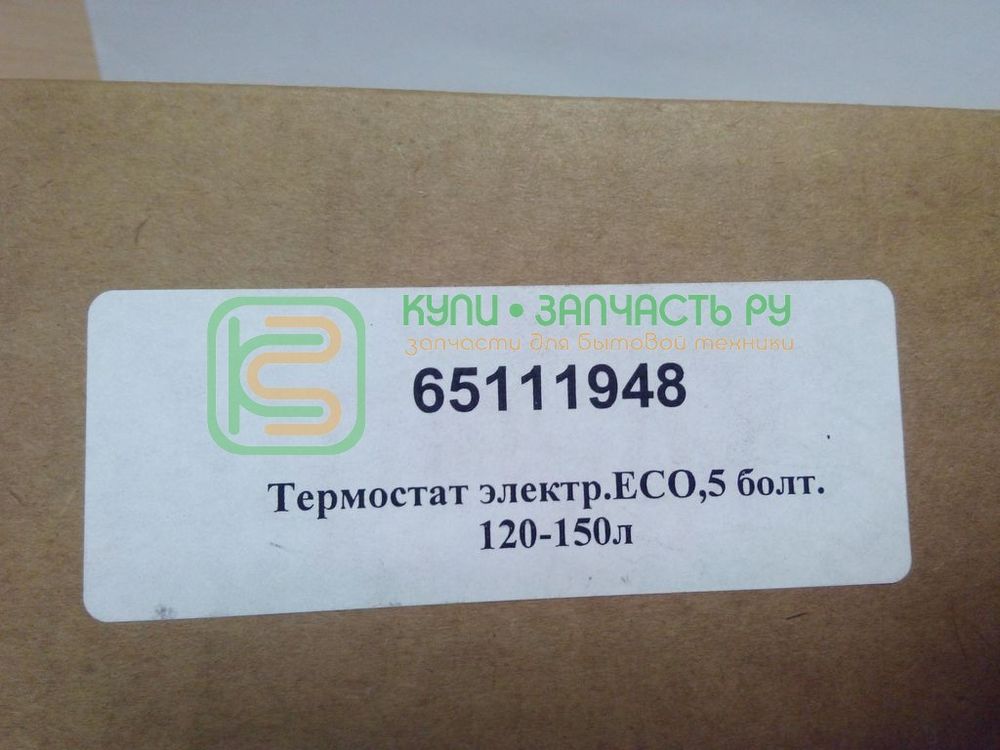 КУПИ•ЗАПЧАСТЬ РУ
запчасти для бытовой техники
65111948
Термостат электр.ECO,5 болт.
120-150л